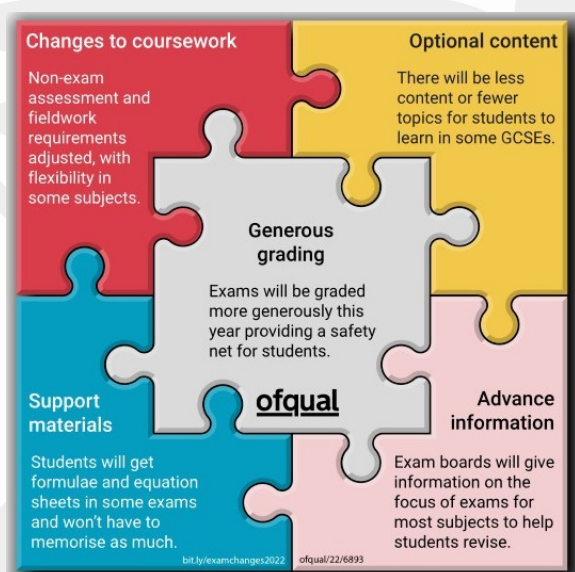 Changes to coursework
Non-exam
assessment and
fieldwork
requirements
adjusted, with
flexibility in
some subjects.
Optional content
There will be less
content or fewer
topics for students to
learn in some GCSEs.
Generous
grading
Exams will be graded
more generously this
year providing a safety
net for students.
ofqual
Support
materials
Students will get
formulae and equation
sheets in some exams
and won't have to
memorise as much.
bit.ly/examchanges2022
Advance
information
Exam boards will give
information on the
focus of exams for
most subjects to help
students revise.
ofqual/22/6893